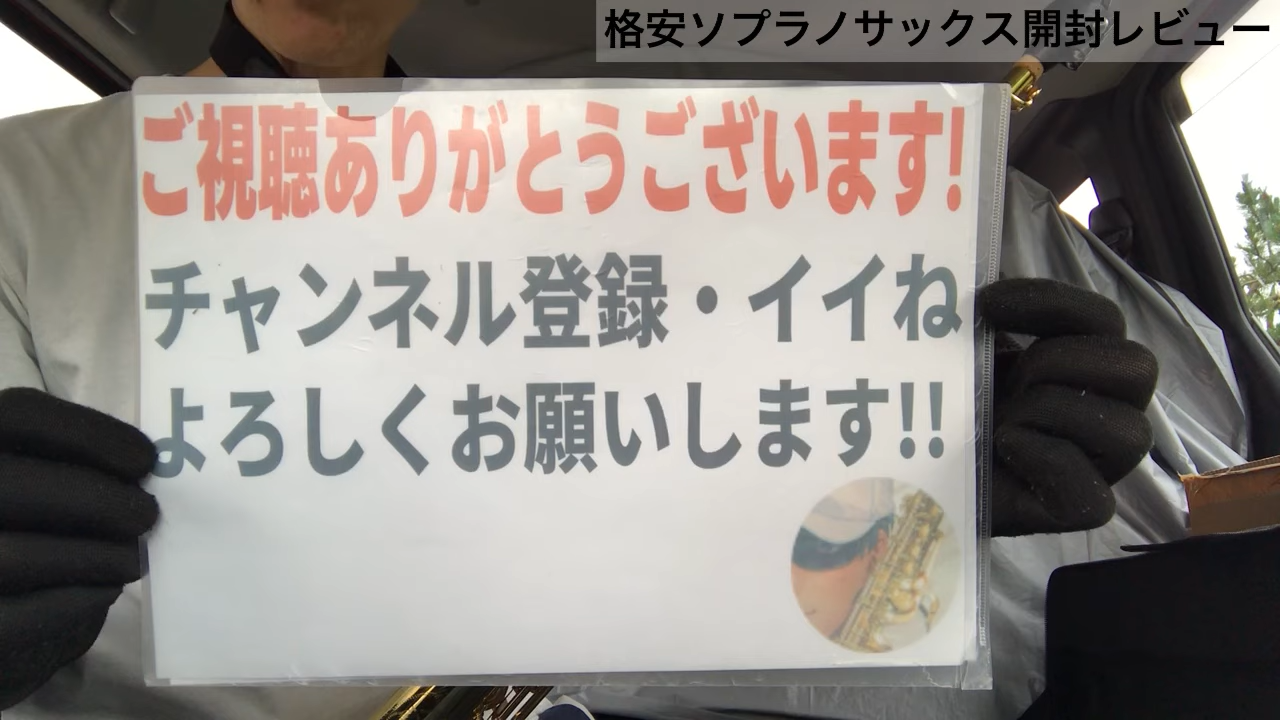 格安ソプラノサックス開封レビュー
ご視聴ありがとうございます!
チャンネル登録・イイね
よろしくお願いします!!